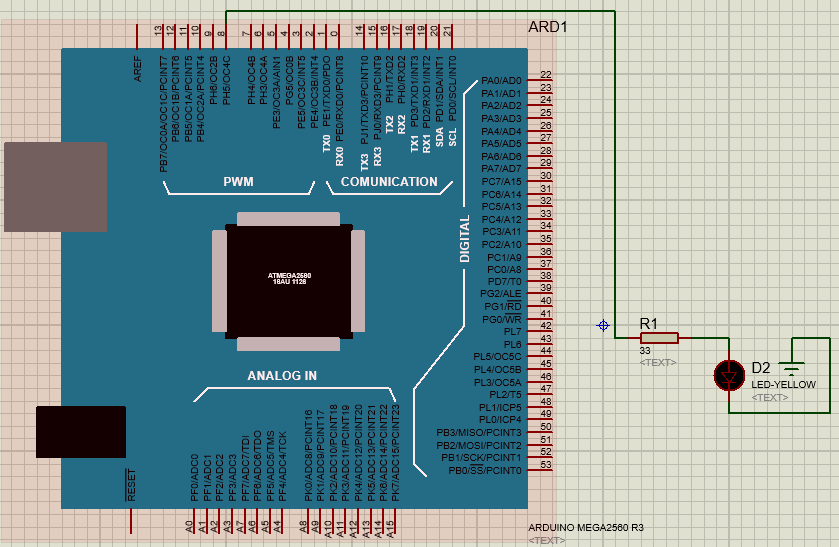 ARD1
AREF
13
12
11
10
9
8
7
6
5
4
3
2
1
0
14
15
16
17
18
19
20
21
PB7/OC0A/OC1C/PCINT7
PB6/OC1B/PCINT6
PB5/OC1A/PCINT5
PB4/OC2A/PCINT4
PH6/OC2B
PH5/OC4C
PH4/OC4B
PH3/OC4A
PE3/OC3A/AIN1
PG5/OC0B
PE5/OC3C/INT5
PE4/OC3B/INT4
PE1/TXD0/PDO
PE0/RXD0/PCINT8
PJ1/TXD3/PCINT10
PJ0/RXD3/PCINT9
PH1/TXD2
PH0/RXD2
PD3/TXD1/INT3
PD2/RXD1/INT2
PD1/SDA/INT1
PD0/SCL/INT0
TX0
RX0
TX3
RX3
TX2
RX2
TX1
RX1
SDA
SCL
PWM
COMUNICATION
DIGITAL
PA0/AD0 22
PA1/AD1 23
PA2/AD2 24
PA3/AD3 25
PA4/AD4 26
PA5/AD5 27
PA6/AD6 28
PA7/AD7 29
PC7/A15 30
PC6/A14 31
PC5/A13 32
PC4/A12 33
PC3/A11 34
PC2/A10 35
PC1/A9 36
PC0/A8 37
PD7/T0 38
PG2/ALE 39
PG1/RD 40
PG0/WR 41
PL7 42
PL6 43
PL5/OC5C 44
PL4/OC5B 45
PL3/OC5A 46
PL2/T5 47
PL1/ICP5 48
PL0/ICP4 49
PB3/MISO/PCINT3 50
PB2/MOSI/PCINT2 51
PB1/SCK/PCINT1 52
PB0/SS/PCINT0 53
ATMEGA2560
16AU 1126
ANALOG IN
RESET
PF0/ADC0
PF1/ADC1
PF2/ADC2
PF3/ADC3
PF7/ADC7/TDI
PF6/ADC6/TDO
PF5/ADC5/TMS
PF4/ADC4/TCK
PK0/ADC8/PCINT16
PK1/ADC9/PCINT17
PK2/ADC10/PCINT18
PK3/ADC11/PCINT19
PK4/ADC12/PCINT20
PK5/ADC13/PCINT21
PK6/ADC14/PCINT22
PK7/ADC15/PCINT23
A0
A1
A2
A3
A7
A6
A5
A4
A8
A9
A10
A11
A12
A13
A14
A15
ARDUINO MEGA2560 R3
<TEXT>
R1
33
<TEXT>
D2
LED-YELLOW
<TEXT>